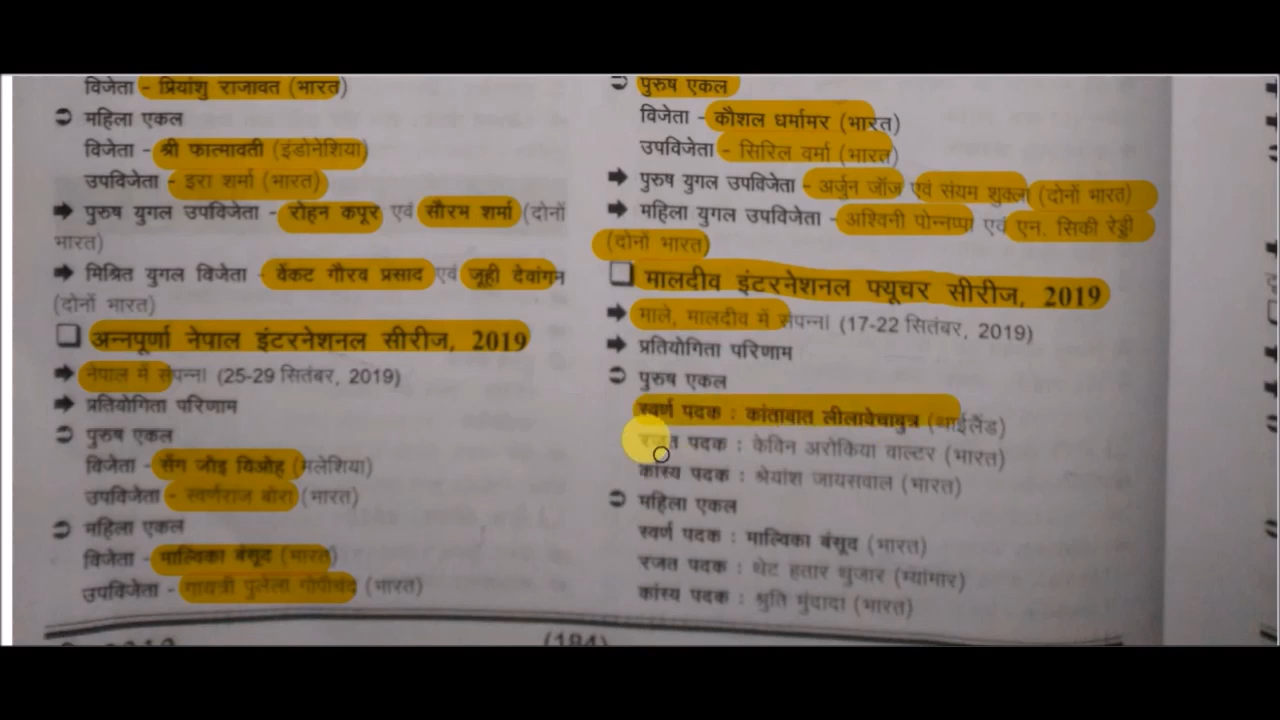 विजेता - प्रियांशु राजावत (भारत)
➲ महिला एकल
विजेता - श्री फात्मावती (इंडोनेशिया)
उपविजेता - इरा शर्मा (भारत)
➔ पुरुष युगल उपविजेता - रोहन कपूर एवं सौरभ शर्मा (दोनों
भारत)
➔ मिश्रित युगल विजेता - वेंकट गौरव प्रसाद एवं जूही देवांगन
(दोनों भारत)
❑ अन्नपूर्णा नेपाल इंटरनेशनल सीरीज, 2019
➔ नेपाल में संपन्न। (25-29 सितंबर, 2019)
➔ प्रतियोगिता परिणाम
➲ पुरुष एकल
विजेता - सेंग जोइ यिओह (मलेशिया)
उपविजेता - स्वर्णराज बोरा (भारत)
➲ महिला एकल
विजेता - माल्विका बंसूद (भारत)
उपविजेता - गायत्री पुलेला गोपीचंद (भारत)
➲ पुरुष एकल
विजेता - कौशल धर्मामर (भारत)
उपविजेता - सिरिल वर्मा (भारत)
➔ पुरुष युगल उपविजेता - अर्जुन जॉज एवं संयम शुक्ला (दोनों भारत)
➔ महिला युगल उपविजेता - अश्विनी पोन्नप्पा एवं एन. सिकी रेड्डी
(दोनों भारत)
❑ मालदीव इंटरनेशनल फ्यूचर सीरीज, 2019
➔ माले, मालदीव में संपन्न। (17-22 सितंबर, 2019)
➔ प्रतियोगिता परिणाम
➲ पुरुष एकल
स्वर्ण पदक : कांतावात लीलावेचाबुत्र (थाईलैंड)
रजत पदक : केविन अरोकिया वाल्टर (भारत)
कांस्य पदक : श्रेयांश जायसवाल (भारत)
➲ महिला एकल
स्वर्ण पदक : माल्विका बंसूद (भारत)
रजत पदक : थेट हतार थुजार (म्यांमार)
कांस्य पदक : श्रुति मुंदादा (भारत)
(184)